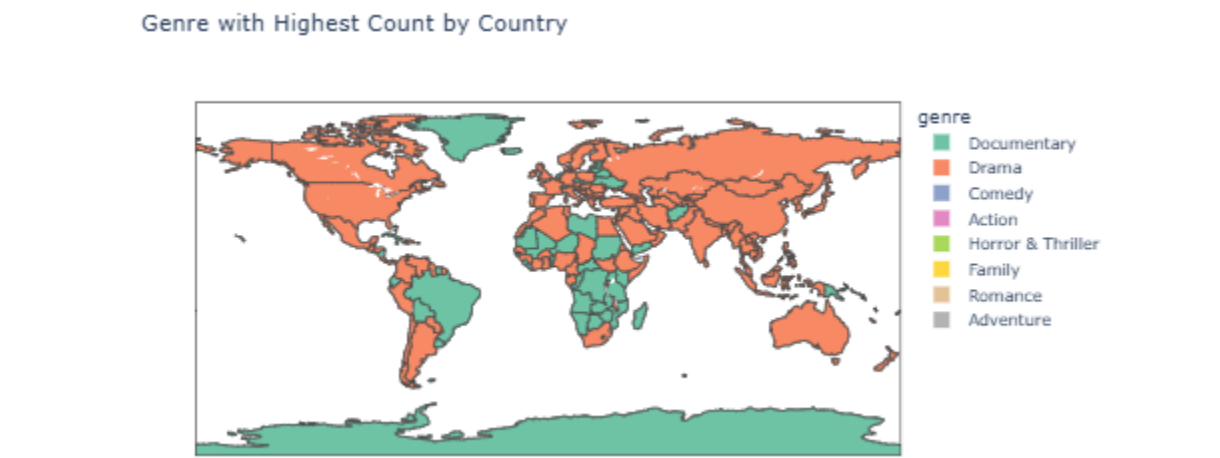 Genre with Highest Count by Country
genre
Documentary
Drama
Comedy
Action
Horror & Thriller
Family
Romance
Adventure